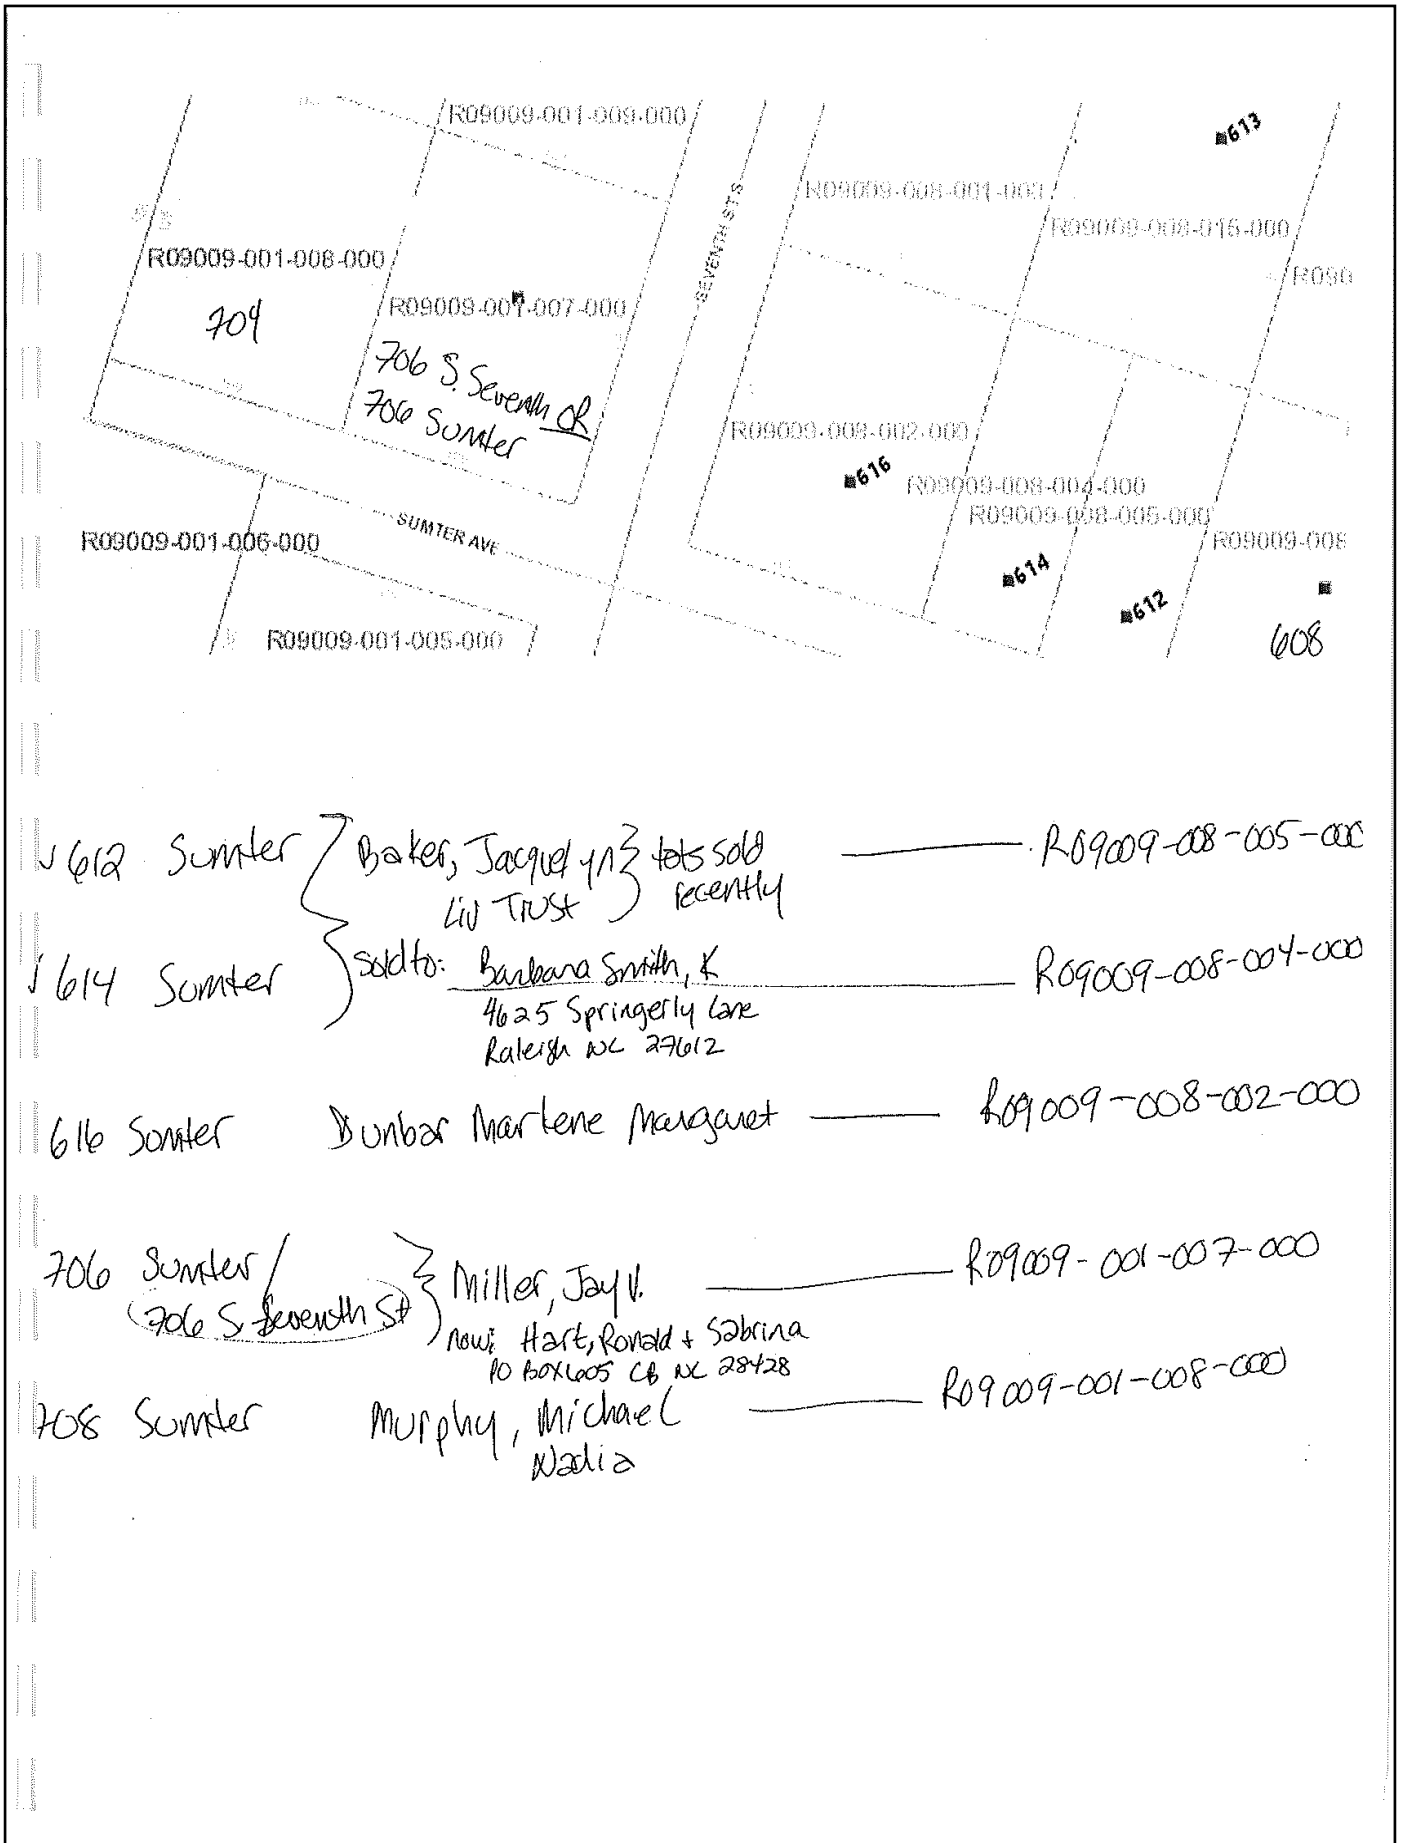 R09009-001-009-000
613
SEVENTH ST S
R09009-008-001-000
R09009-008-015-000
R090
R09009-001-008-000
709
R09009-001-007-000
706 S. Seventh OR
706 Sumter
R09009-008-002-000
616
R09009-008-004-000
R09009-008-005-000
R09009-008
SUMTER AVE
R09009-001-006-000
614
612
608
R09009-001-005-000
612 Sumter Baker, Jacquelyn lots sold R09009-008-005-000
Liv Trust recently
614 Sumter sold to: Barbara Smith, K R09009-008-004-000
4625 Springerly Lane
Raleigh NC 27612
616 Sumter Dunbar Marlene Margaret R09009-008-002-000
706 Sumter/ Miller, Jay V. R09009-001-007-000
706 S. Seventh St
now: Hart, Ronald + Sabrina
PO BOX 605 CB NC 28428
708 Sumter Murphy, Michael R09009-001-008-000
Nadia